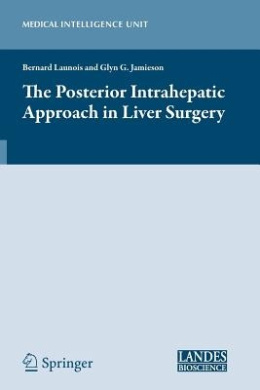 MEDICAL INTELLIGENCE UNIT
Bernard Launois and Glyn G. Jamieson
The Posterior Intrahepatic
Approach in Liver Surgery
Springer
LANDES
BIOSCIENCE